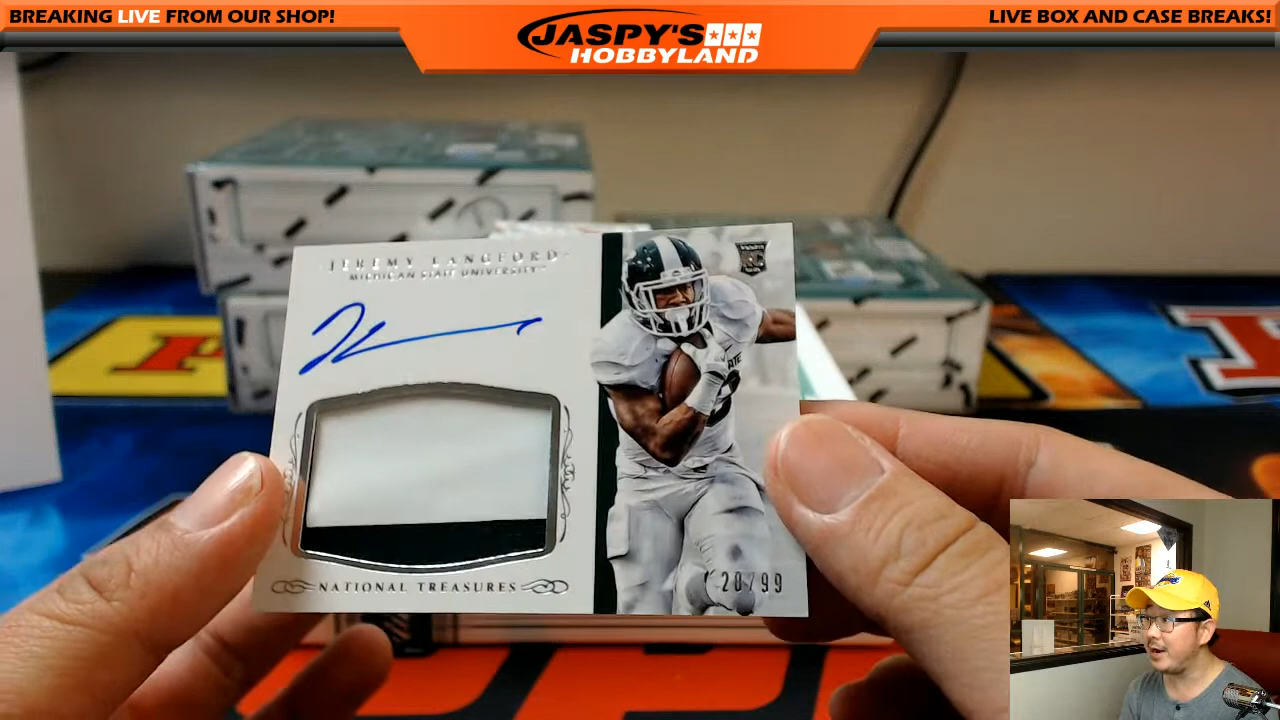 BREAKING LIVE FROM OUR SHOP!
JASPY'S
HOBBYLAND
LIVE BOX AND CASE BREAKS!
JEREMY LANGFORD
MICHIGAN STATE UNIVERSITY
RC
NATIONAL TREASURES
20/99